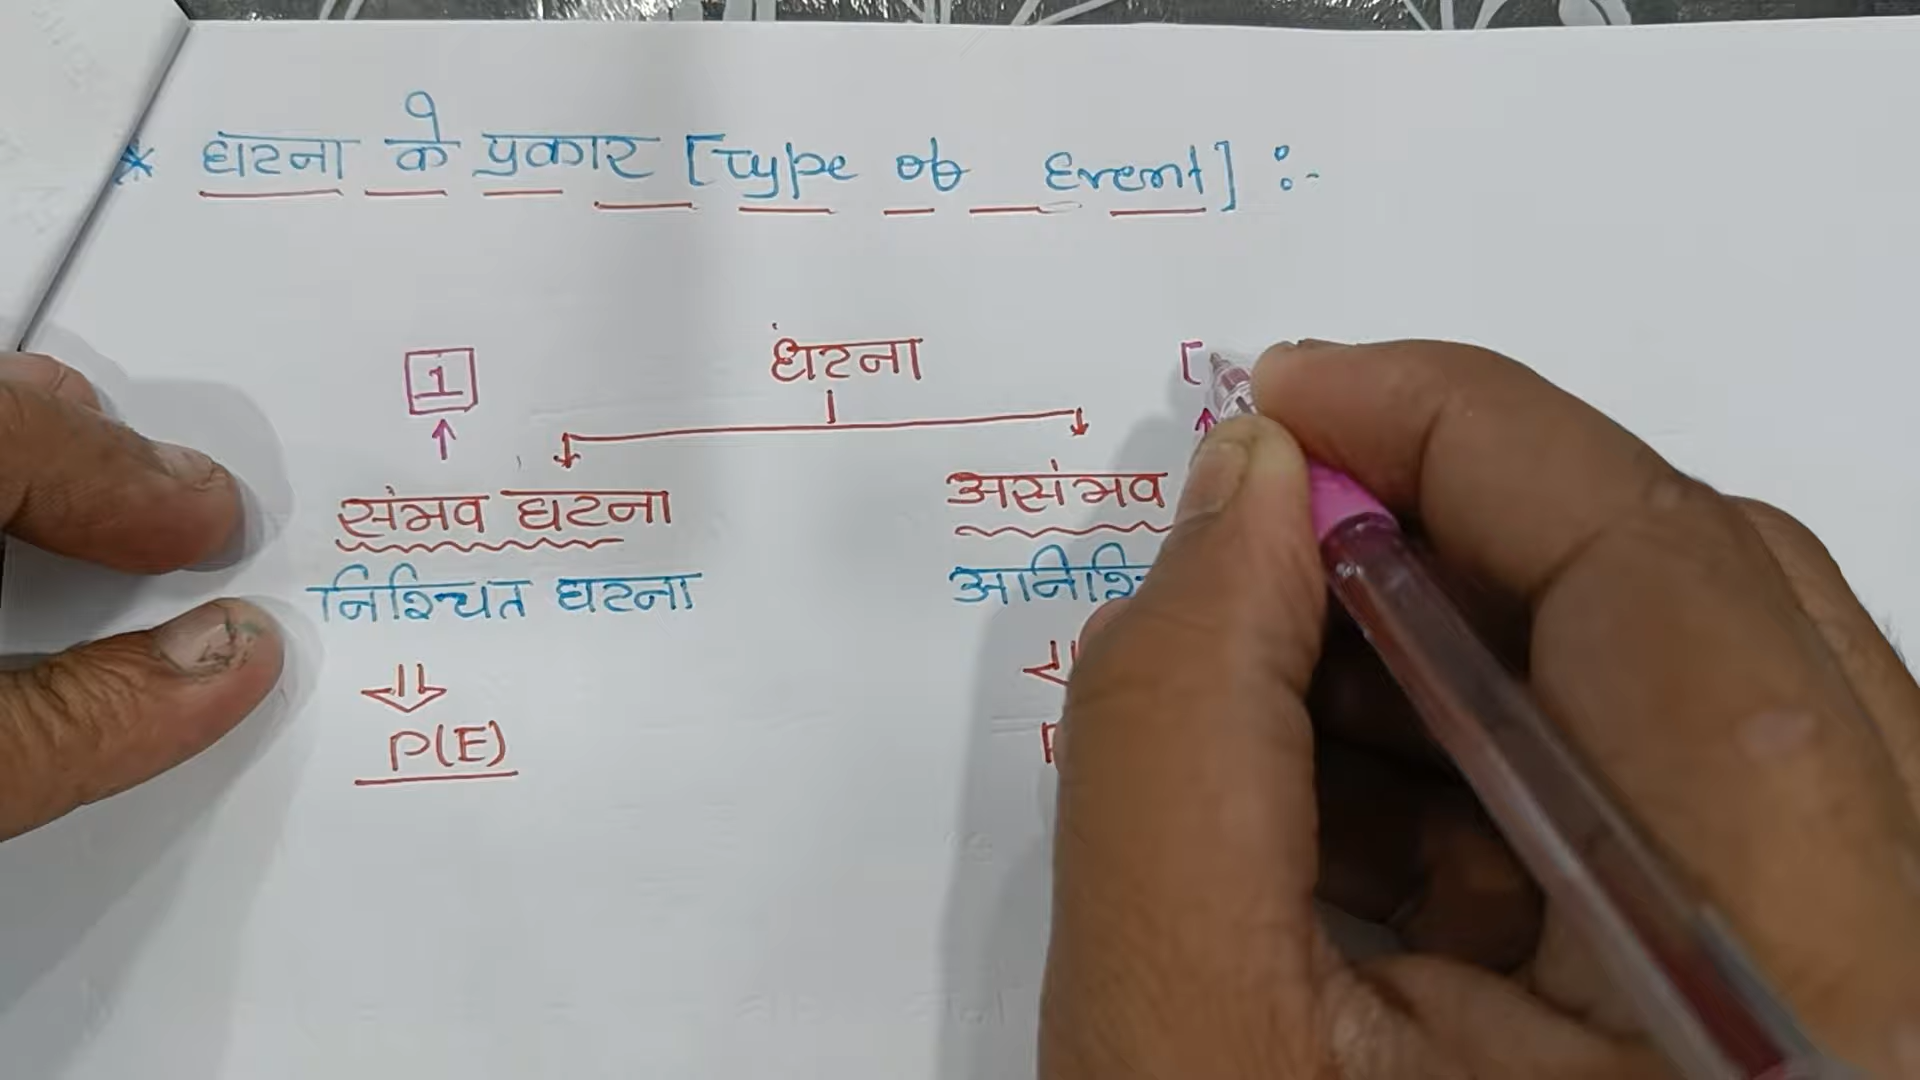 * घटना के प्रकार [Type of Event] :-
घटना
1
संभव घटना
असंभव
निश्चित घटना
P(E)